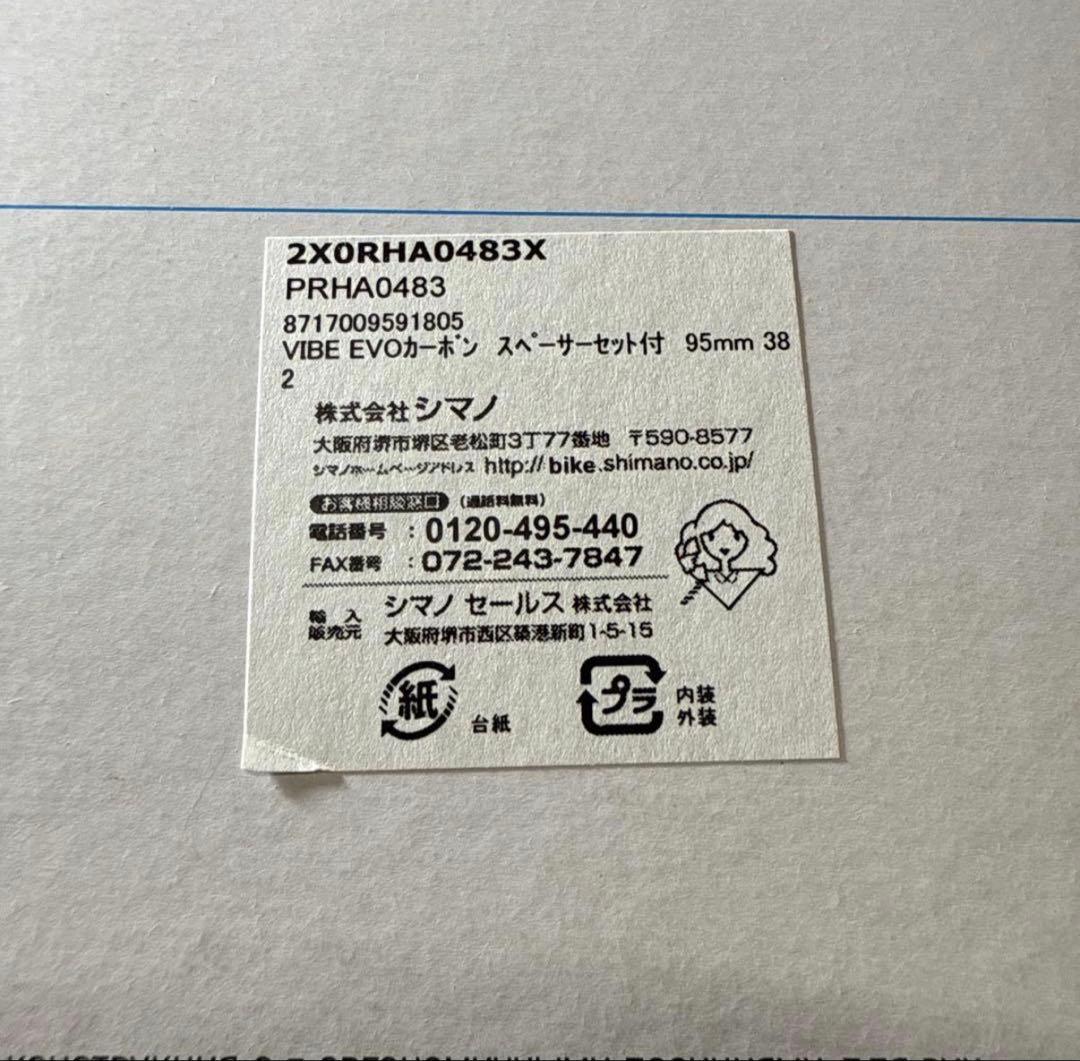 2X0RHA0483X
PRHA0483
8717009591805
VIBE EVOカーボン スペーサーセット付 95mm 38
2
株式会社 シマノ
大阪府堺市堺区老松町3丁77番地 〒590-8577
シマノホームページアドレス http://bike.shimano.co.jp/
お客様相談窓口 (通話料無料)
電話番号 : 0120-495-440
FAX番号 : 072-243-7847
輸入 シマノ セールス 株式会社
販売元 大阪府堺市西区築港新町1-5-15
紙 台紙 プラ 内装
外装